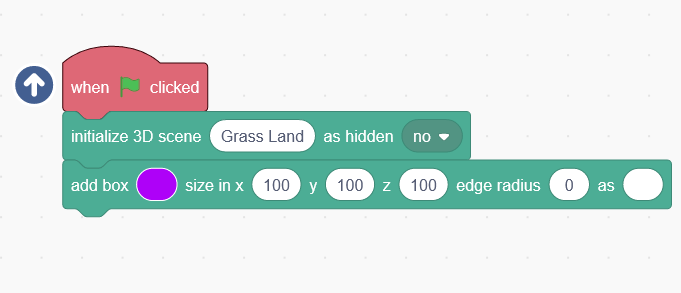 when clicked
initialize 3D scene Grass Land as hidden no
add box size in x 100 y 100 z 100 edge radius 0 as